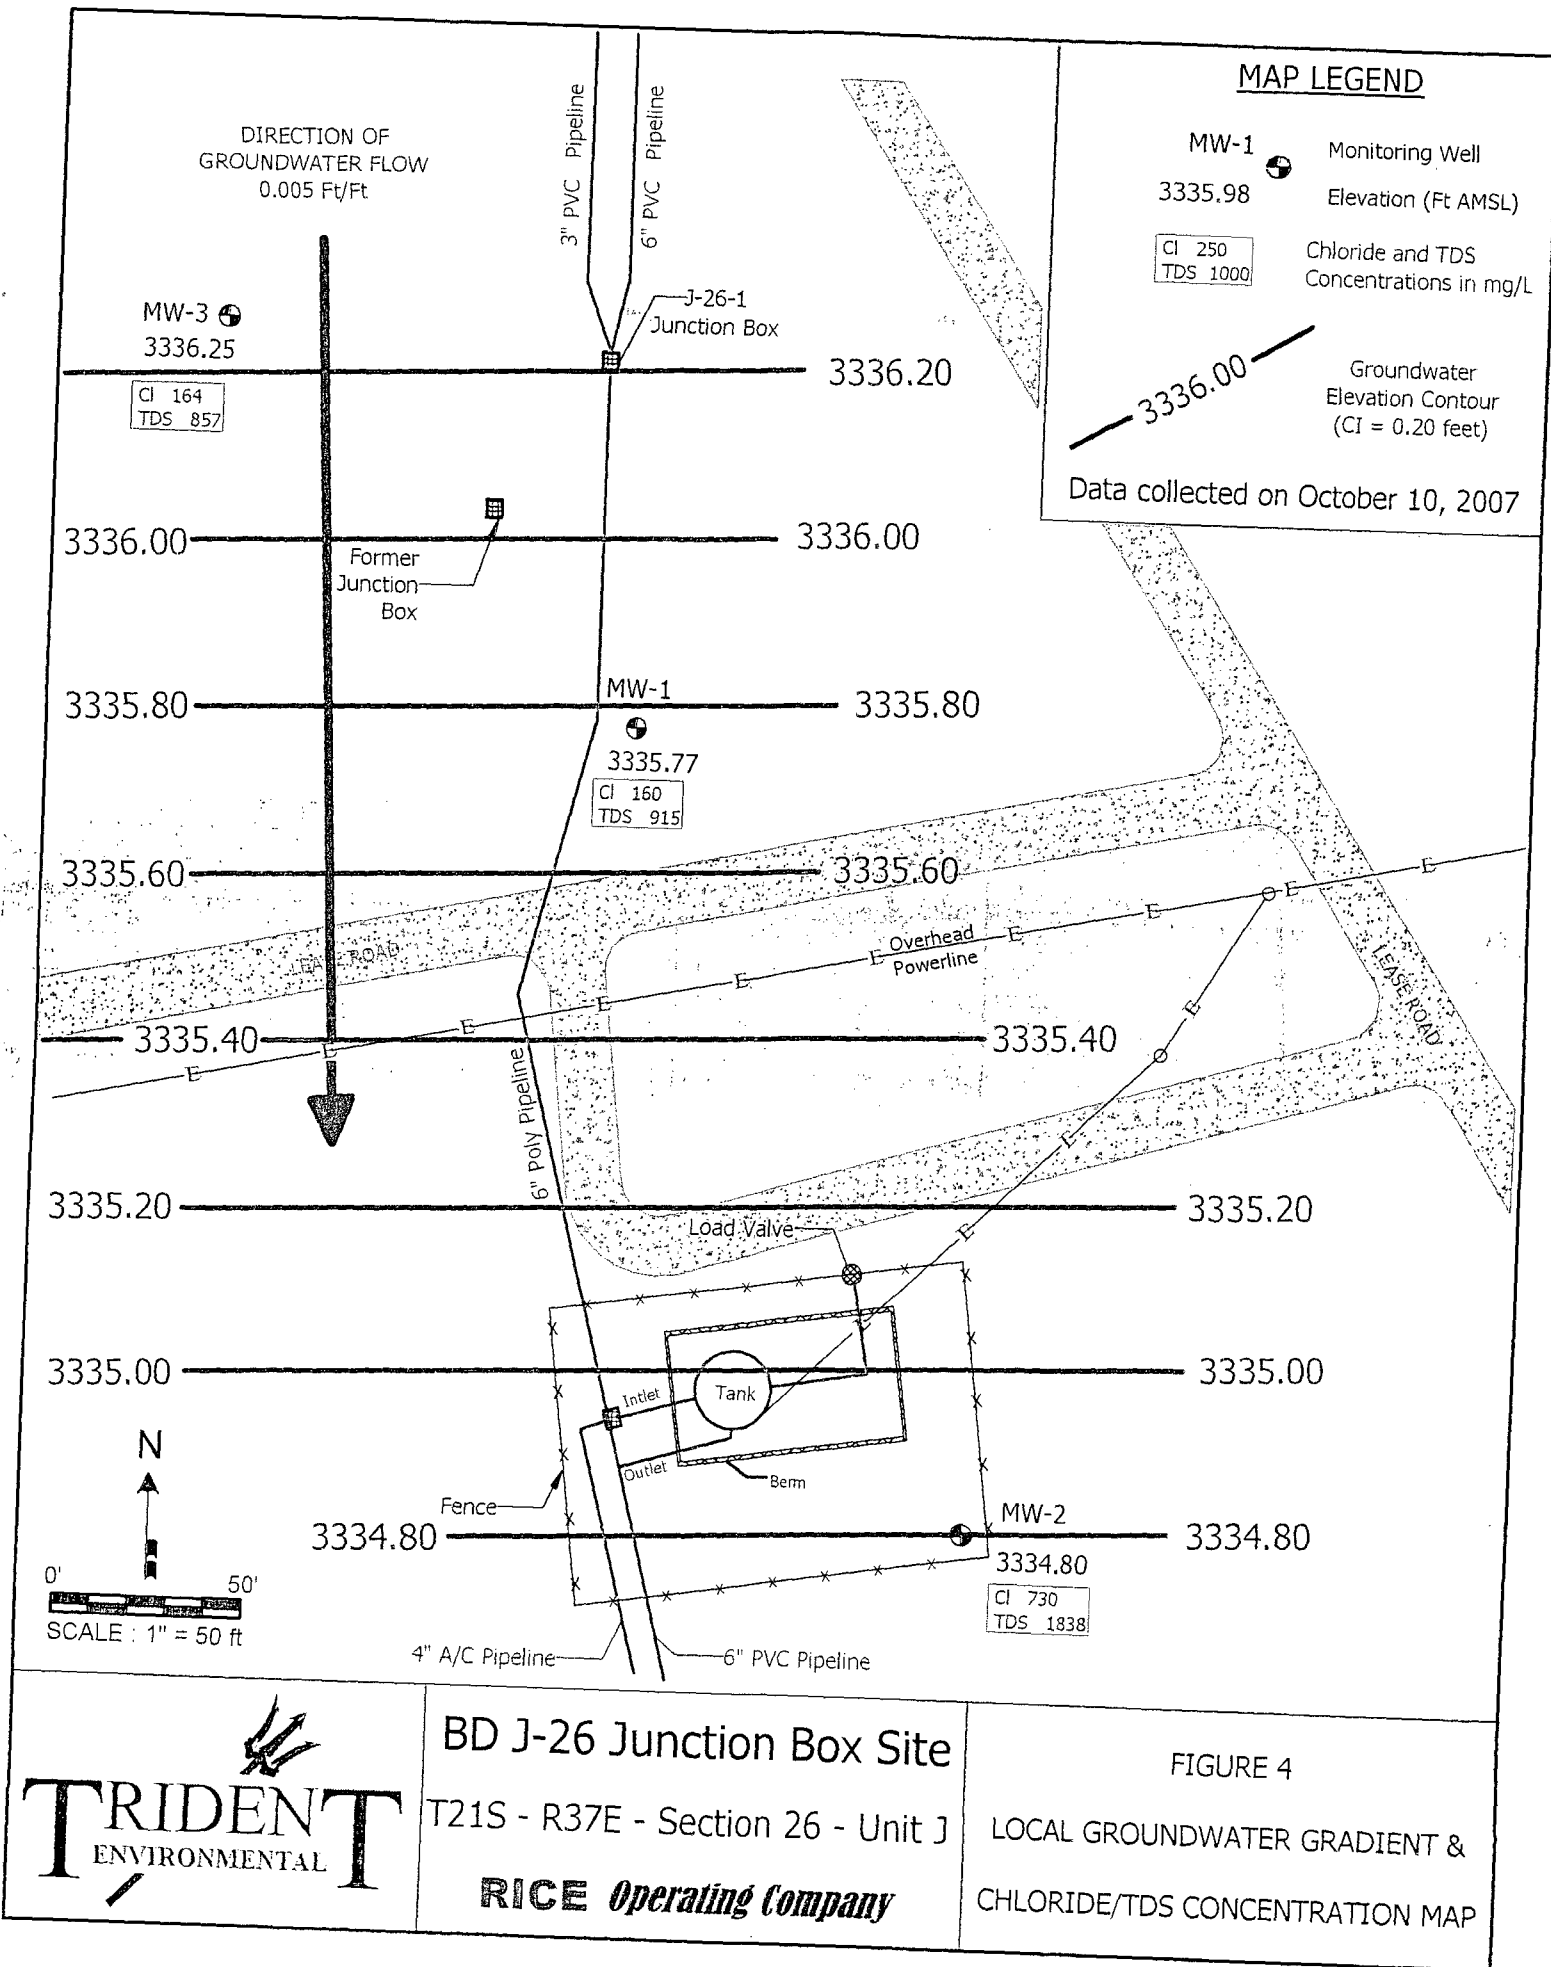 MAP LEGEND
MW-1
Monitoring Well
3335.98
Elevation (Ft AMSL)
Cl 250
TDS 1000
Chloride and TDS
Concentrations in mg/L
3336.00
Groundwater
Elevation Contour
(CI = 0.20 feet)
Data collected on October 10, 2007
DIRECTION OF
GROUNDWATER FLOW
0.005 Ft/Ft
3" PVC Pipeline
6" PVC Pipeline
MW-3
3336.25
Cl 164
TDS 857
J-26-1
Junction Box
3336.20
3336.00
3336.00
Former
Junction
Box
3335.80
3335.80
MW-1
3335.77
Cl 160
TDS 915
3335.60
3335.60
LEASE ROAD
E E E E E E E E E
Overhead
Powerline
LEASE ROAD
E
E
E
E
3335.40
3335.40
6" Poly Pipeline
3335.20
3335.20
Load Valve
3335.00
3335.00
Intlet
Tank
Outlet
Berm
Fence
3334.80
3334.80
MW-2
3334.80
Cl 730
TDS 1838
N
0' 50'
SCALE : 1" = 50 ft
4" A/C Pipeline
6" PVC Pipeline
TRIDENT
ENVIRONMENTAL
BD J-26 Junction Box Site
T21S - R37E - Section 26 - Unit J
RICE Operating Company
FIGURE 4
LOCAL GROUNDWATER GRADIENT &
CHLORIDE/TDS CONCENTRATION MAP